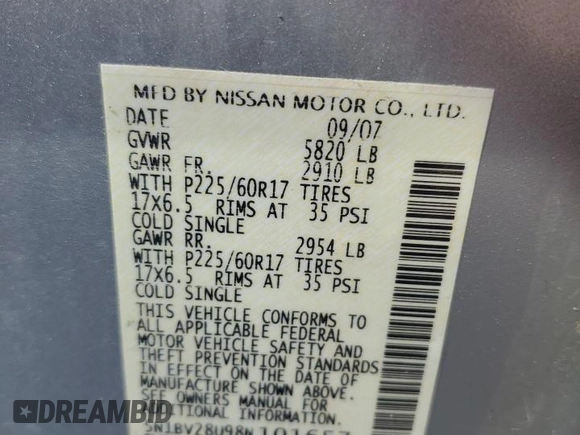 MFD BY NISSAN MOTOR CO., LTD.
DATE 09/07
GVWR 5820 LB
GAWR FR. 2910 LB
WITH P225/60R17 TIRES
17X6.5 RIMS AT 35 PSI
COLD SINGLE
GAWR RR. 2954 LB
WITH P225/60R17 TIRES
17X6.5 RIMS AT 35 PSI
COLD SINGLE
THIS VEHICLE CONFORMS TO
ALL APPLICABLE FEDERAL
MOTOR VEHICLE SAFETY AND
THEFT PREVENTION STANDARDS
IN EFFECT ON THE DATE OF
MANUFACTURE SHOWN ABOVE.
SEE OWNERS MANUAL FOR
ADDITIONAL INFORMATION.
DREAMBID